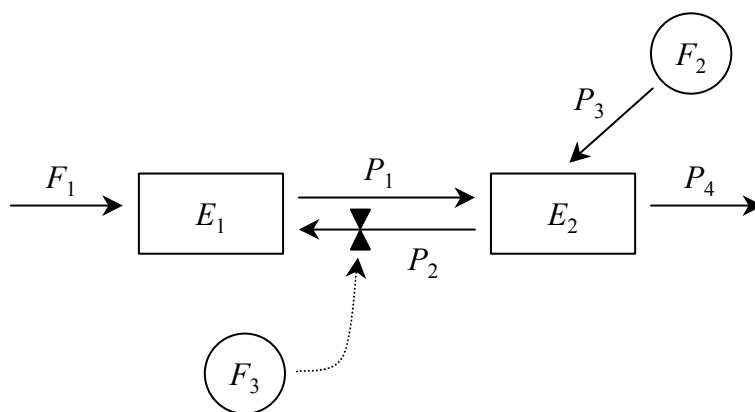 F₂
P₃
F₁
P₁
P₄
E₁
E₂
P₂
F₃